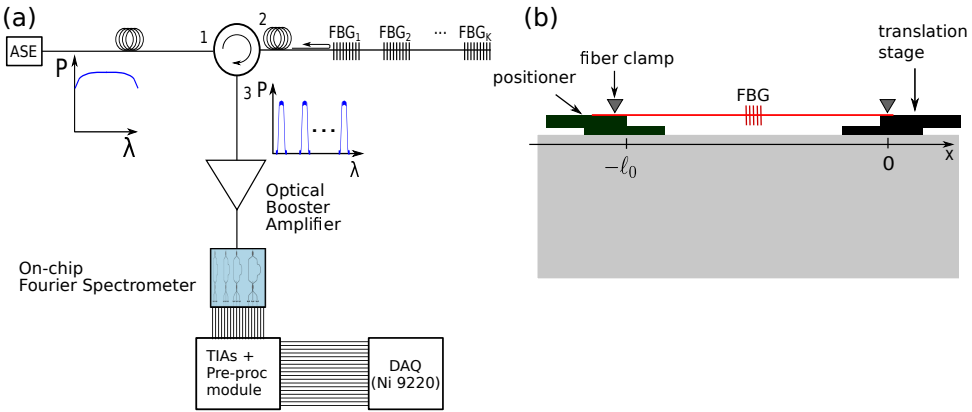 (a)
ASE
P
λ
1
2
3
FBG1
FBG2
...
FBGK
P
...
λ
Optical
Booster
Amplifier
On-chip
Fourier Spectrometer
TIAs +
Pre-proc
module
DAQ
(Ni 9220)
(b)
positioner
fiber clamp
FBG
translation
stage
−ℓ0
0
x